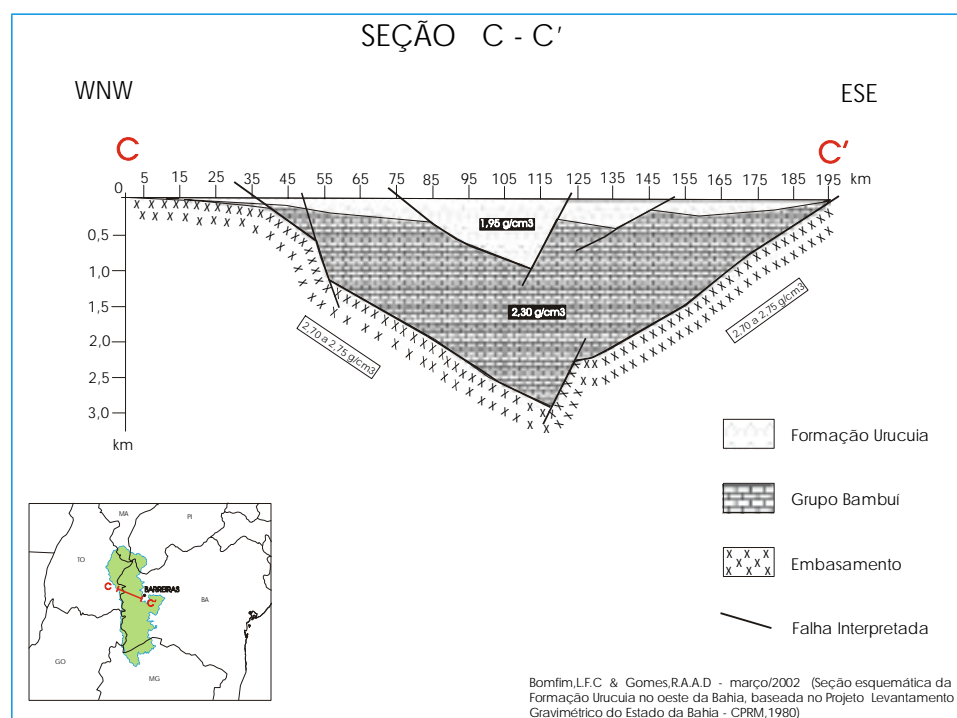 SEÇÃO C - C'
WNW
ESE
C
C'
0 5 15 25 35 45 55 65 75 85 95 105 115 125 135 145 155 165 175 185 195 km
0,5
1,0
1,5
2,0
2,5
3,0
km
1,95 g/cm3
2,30 g/cm3
2,70 a 2,75 g/cm3
2,70 a 2,75 g/cm3
Formação Urucuia
Grupo Bambuí
Embasamento
Falha Interpretada
MA
PI
TO
C
BARREIRAS
C'
BA
GO
MG
Bomfim,L.F.C & Gomes,R.A.A.D - março/2002 (Seção esquemática da
Formação Urucuia no oeste da Bahia, baseada no Projeto Levantamento
Gravimétrico do Estado da Bahia - CPRM,1980)